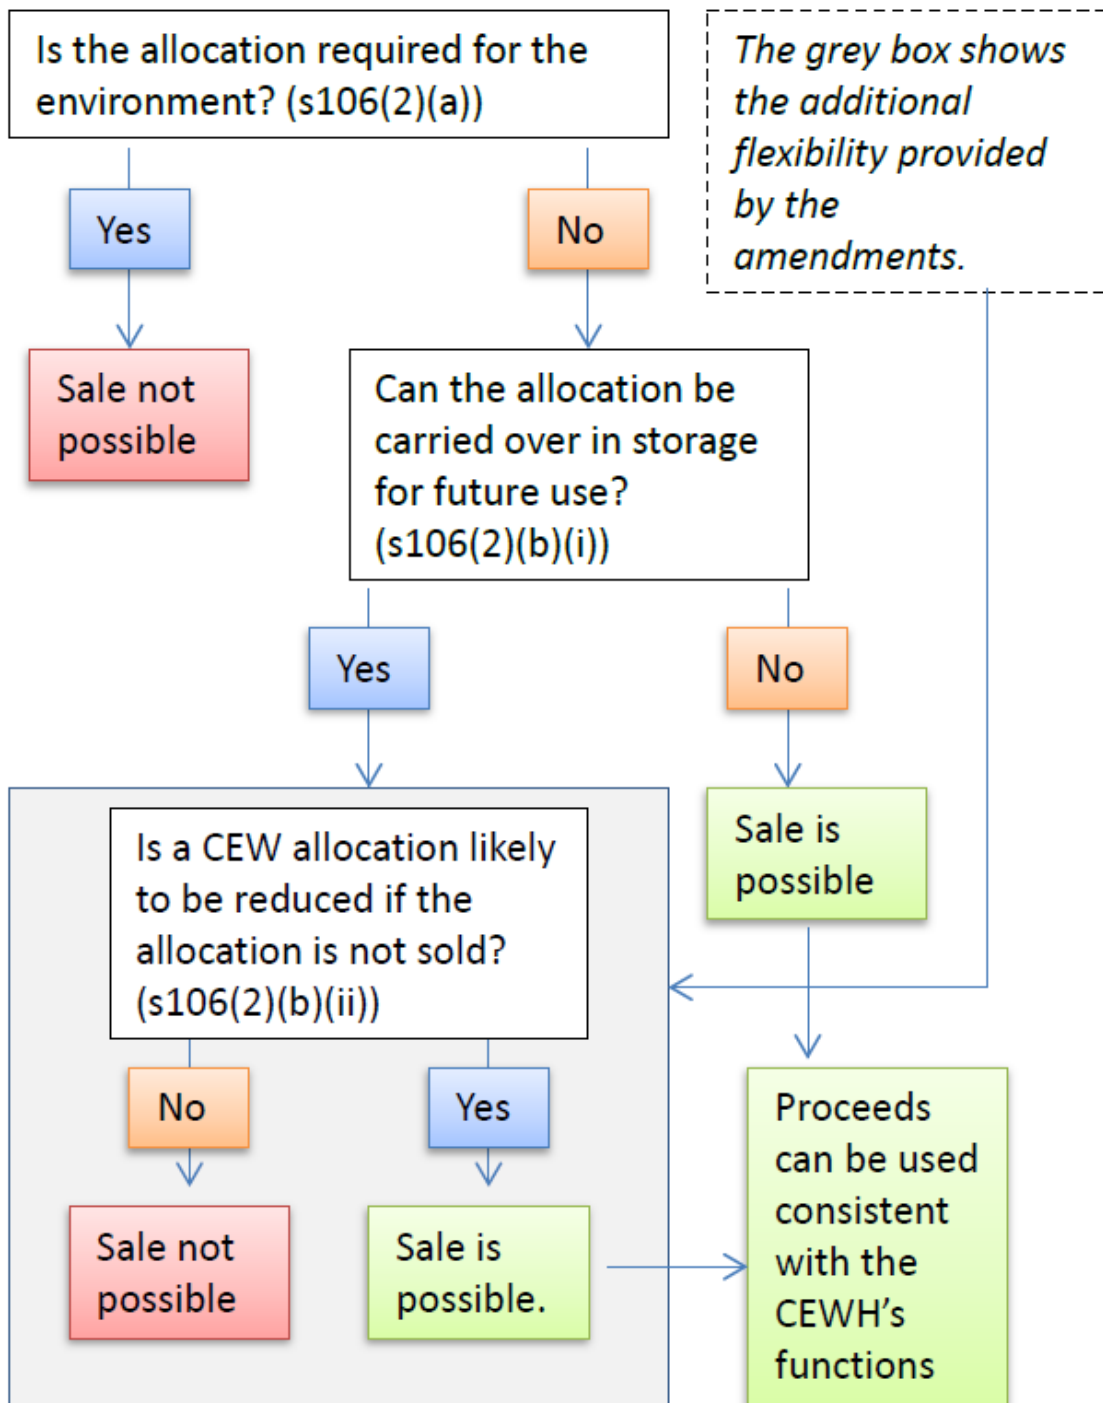 Is the allocation required for the
environment? (s106(2)(a))
The grey box shows
the additional
flexibility provided
by the
amendments.
Yes
No
Sale not
possible
Can the allocation be
carried over in storage
for future use?
(s106(2)(b)(i))
Yes
No
Is a CEW allocation likely
to be reduced if the
allocation is not sold?
(s106(2)(b)(ii))
Sale is
possible
No
Yes
Sale not
possible
Sale is
possible.
Proceeds
can be used
consistent
with the
CEWH’s
functions